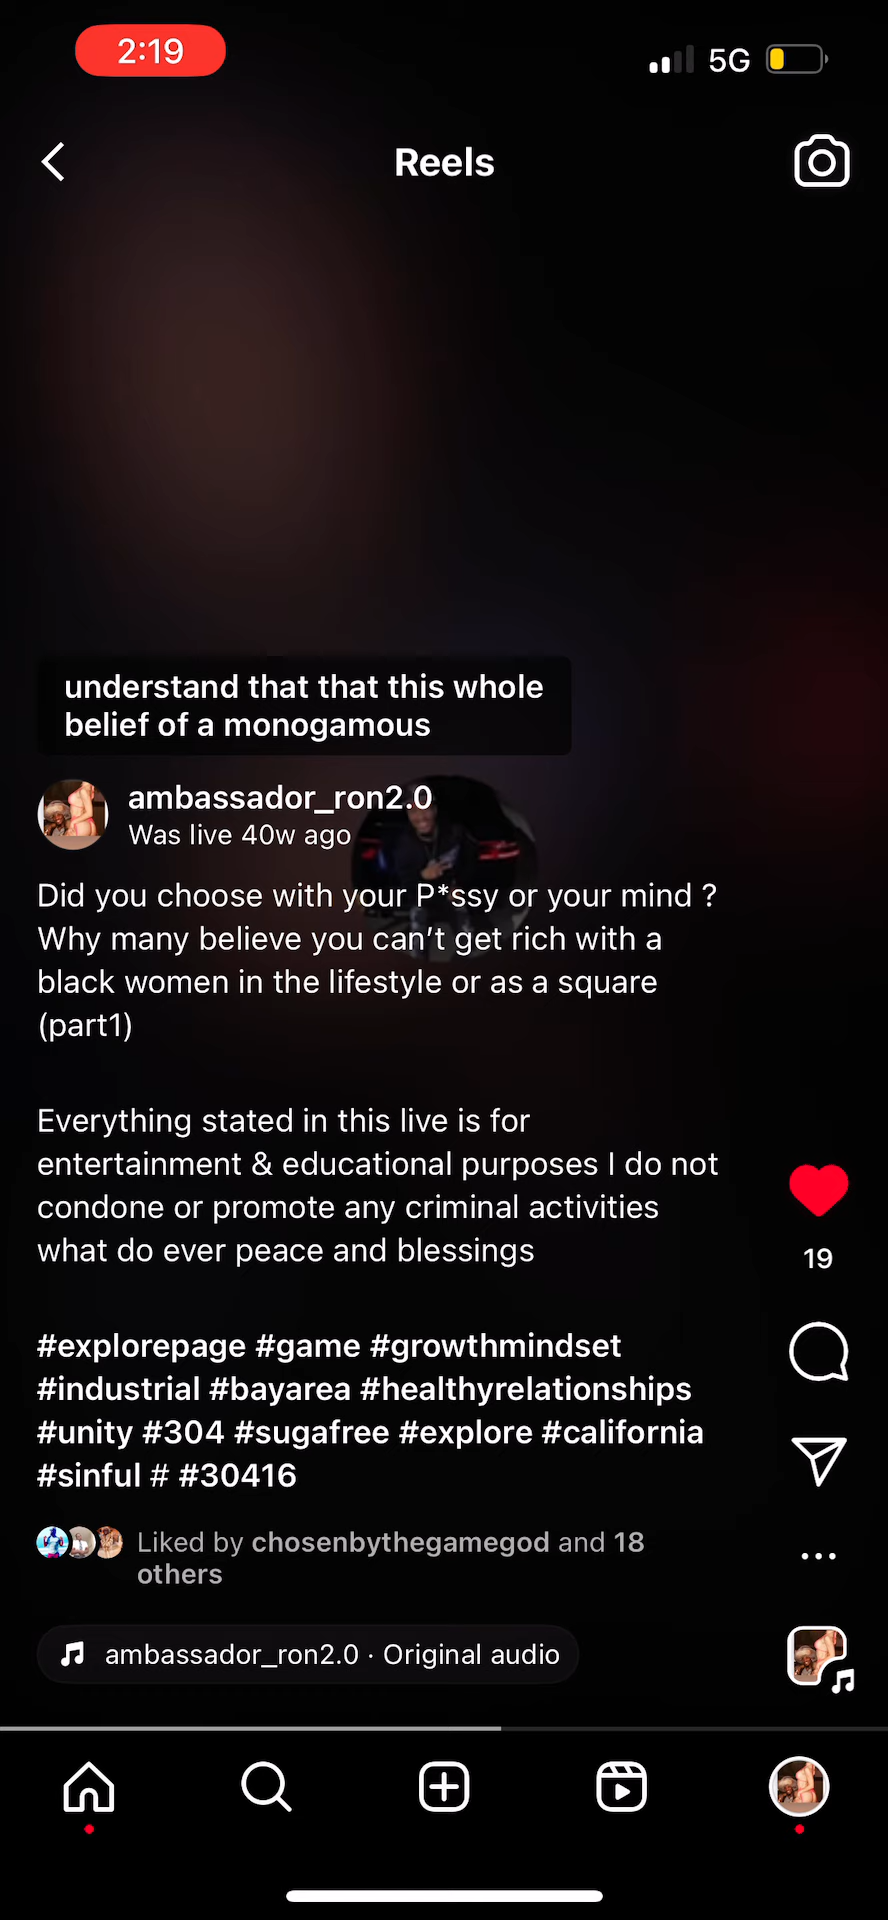 2:19
5G
Reels
understand that that this whole
belief of a monogamous
ambassador_ron2.0
Was live 40w ago
Did you choose with your P*ssy or your mind ?
Why many believe you can’t get rich with a
black women in the lifestyle or as a square
(part1)
Everything stated in this live is for
entertainment & educational purposes I do not
condone or promote any criminal activities
what do ever peace and blessings
#explorepage #game #growthmindset
#industrial #bayarea #healthyrelationships
#unity #304 #sugafree #explore #california
#sinful # #30416
19
Liked by chosenbythegamegod and 18
others
ambassador_ron2.0 · Original audio